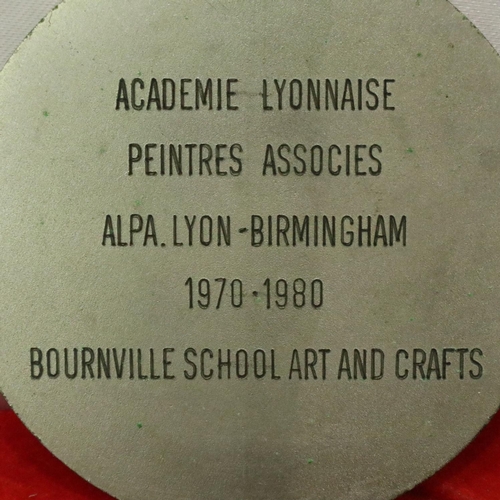 ACADEMIE LYONNAISE
PEINTRES ASSOCIES
ALPA. LYON-BIRMINGHAM
1970·1980
BOURNVILLE SCHOOL ART AND CRAFTS